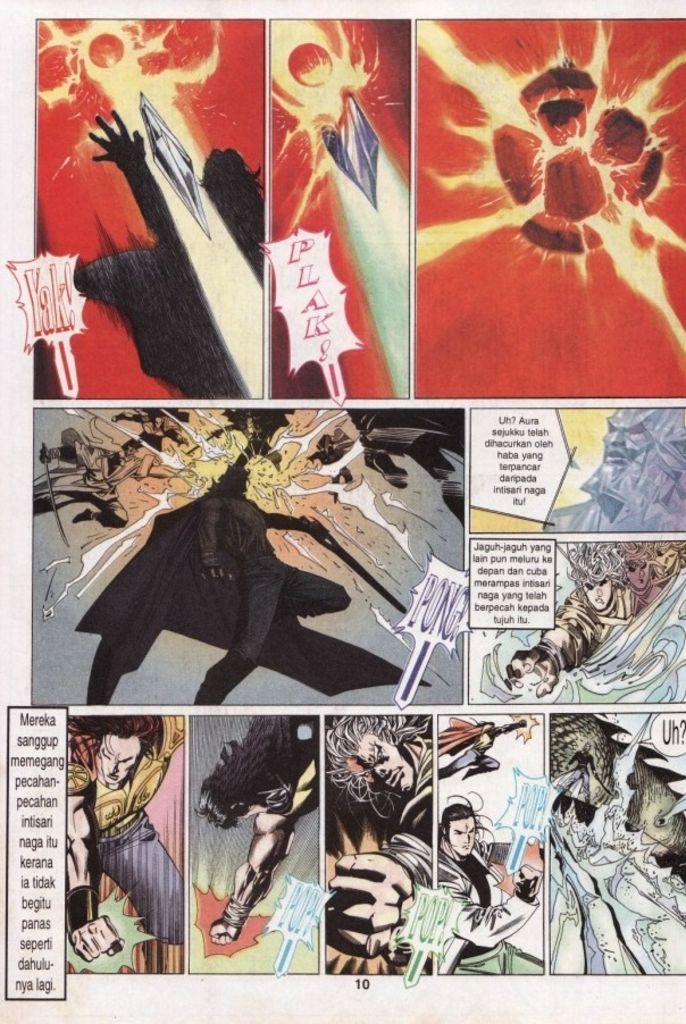 Yak!
PLAK!
Uh? Aura
sejukku telah
dihacurkan oleh
haba yang
terpancar
daripada
intisari naga
itu!
PONG!
Jaguh-jaguh yang
lain pun meluru ke
depan dan cuba
merampas intisari
naga yang telah
berpecah kepada
tujuh itu.
Mereka
sanggup
memegang
pecahan-
pecahan
intisari
naga itu
kerana
ia tidak
begitu
panas
seperti
dahulu-
nya lagi.
POP!
POP!
POP!
Uh?
10